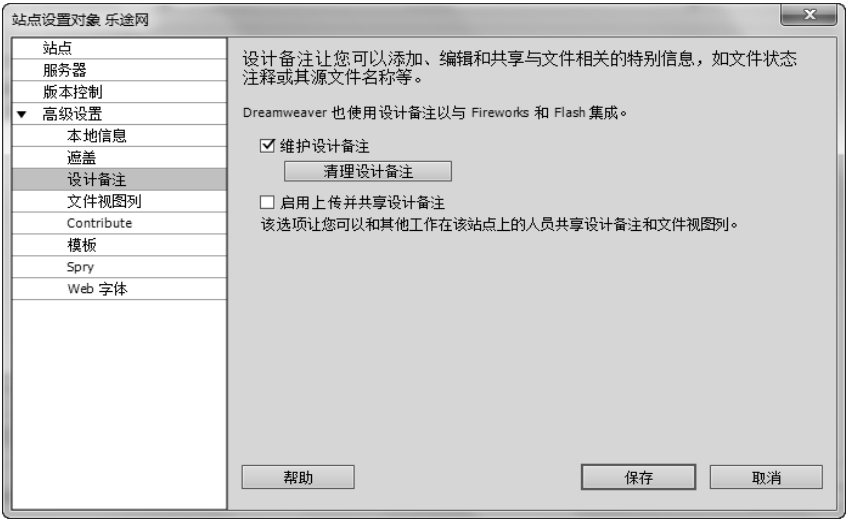 站点设置对象 乐途网
站点
服务器
版本控制
高级设置
本地信息
遮盖
设计备注
文件视图列
Contribute
模板
Spry
Web 字体
设计备注让您可以添加、编辑和共享与文件相关的特别信息，如文件状态
注释或其源文件名称等。
Dreamweaver 也使用设计备注以与 Fireworks 和 Flash 集成。
维护设计备注
清理设计备注
启用上传并共享设计备注
该选项让您可以和其他工作在该站点上的人员共享设计备注和文件视图列。
帮助
保存
取消